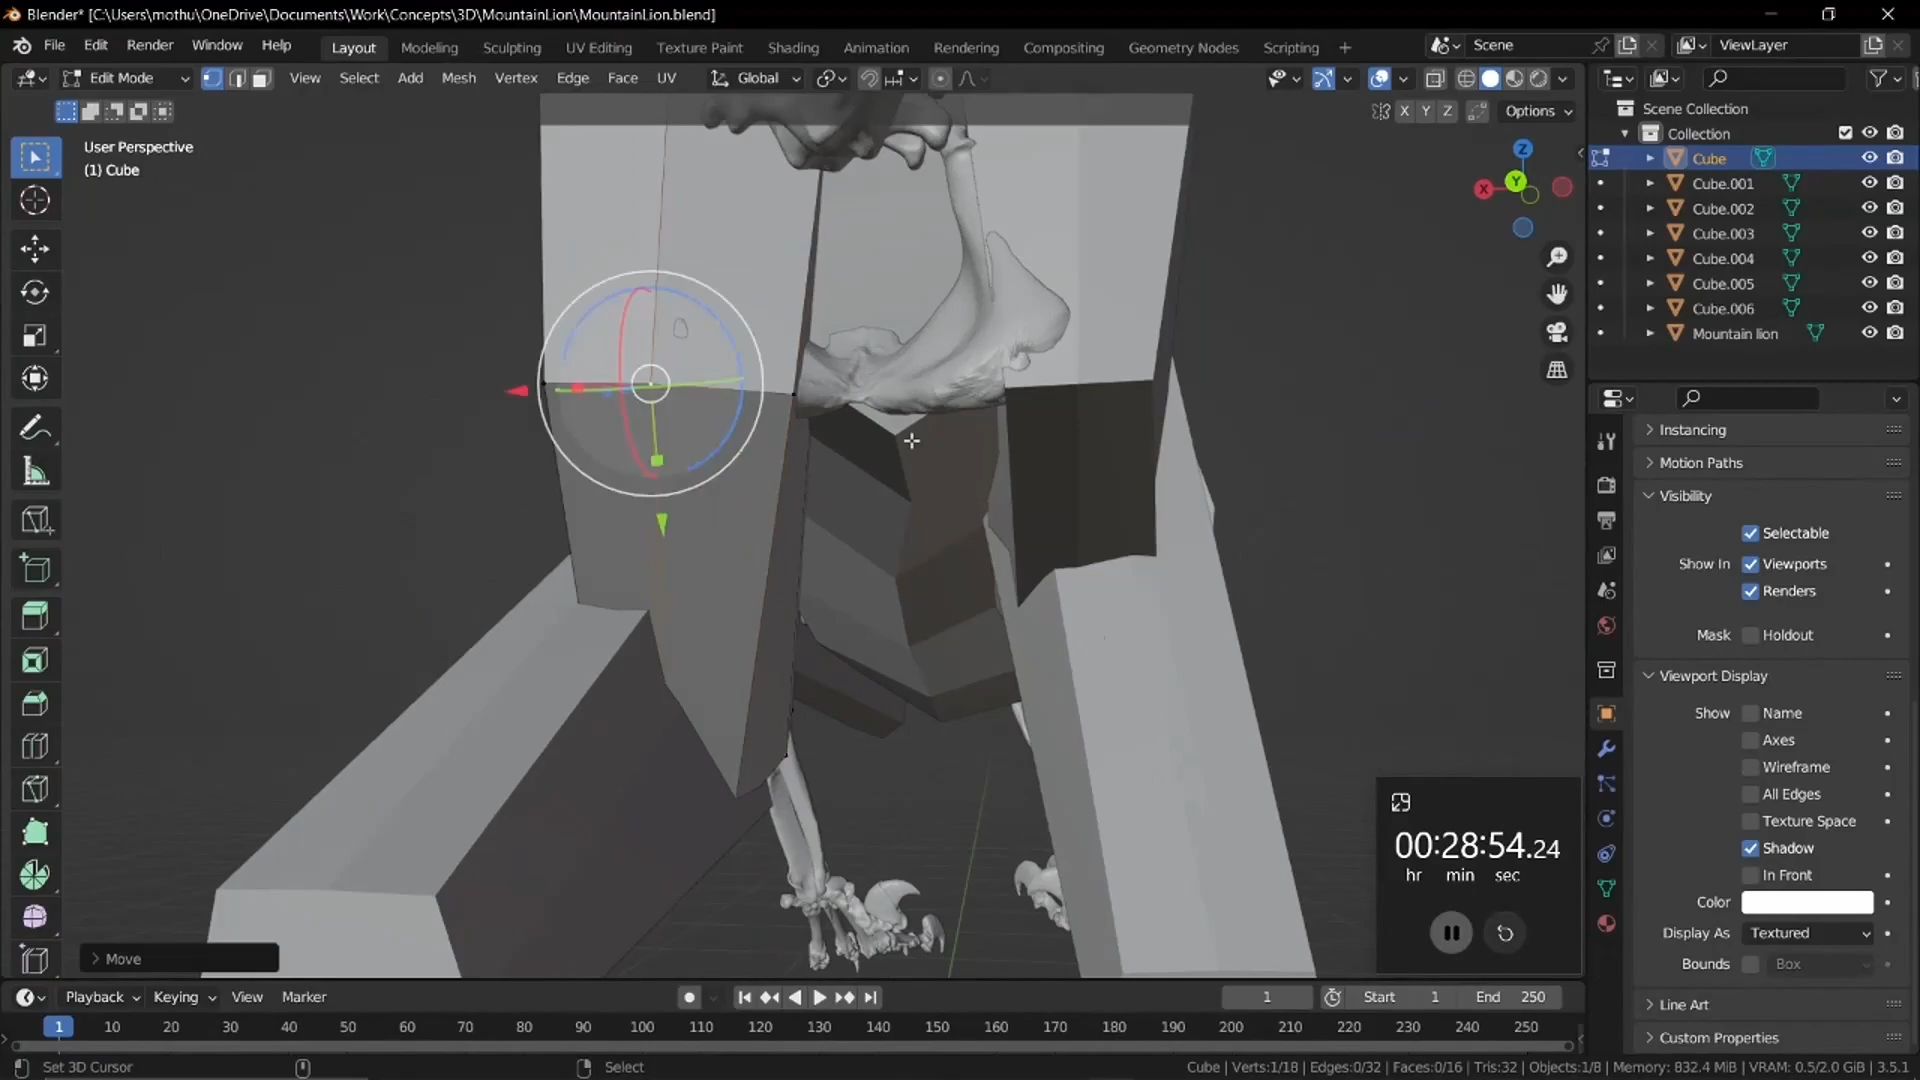 Blender* [C:\Users\mothu\OneDrive\Documents\Work\Concepts\3D\MountainLion\MountainLion.blend]
File Edit Render Window Help Layout Modeling Sculpting UV Editing Texture Paint Shading Animation Rendering Compositing Geometry Nodes Scripting + Scene ViewLayer
Edit Mode View Select Add Mesh Vertex Edge Face UV Global
X Y Z Options
User Perspective
(1) Cube
Z
X Y
Scene Collection
Collection
Cube
Cube.001
Cube.002
Cube.003
Cube.004
Cube.005
Cube.006
Mountain lion
Instancing
Motion Paths
Visibility
Selectable
Show In Viewports
Renders
Mask Holdout
Viewport Display
Show Name
Axes
Wireframe
All Edges
Texture Space
Shadow
In Front
Color
Display As Textured
Bounds Box
Line Art
Custom Properties
00:28:54.24
hr min sec
Move
Playback Keying View Marker 1 Start 1 End 250
1 10 20 30 40 50 60 70 80 90 100 110 120 130 140 150 160 170 180 190 200 210 220 230 240 250
Set 3D Cursor Select Cube | Verts:1/18 | Edges:0/32 | Faces:0/16 | Tris:32 | Objects:1/8 | Memory: 832.4 MiB | VRAM: 0.5/2.0 GiB | 3.5.1